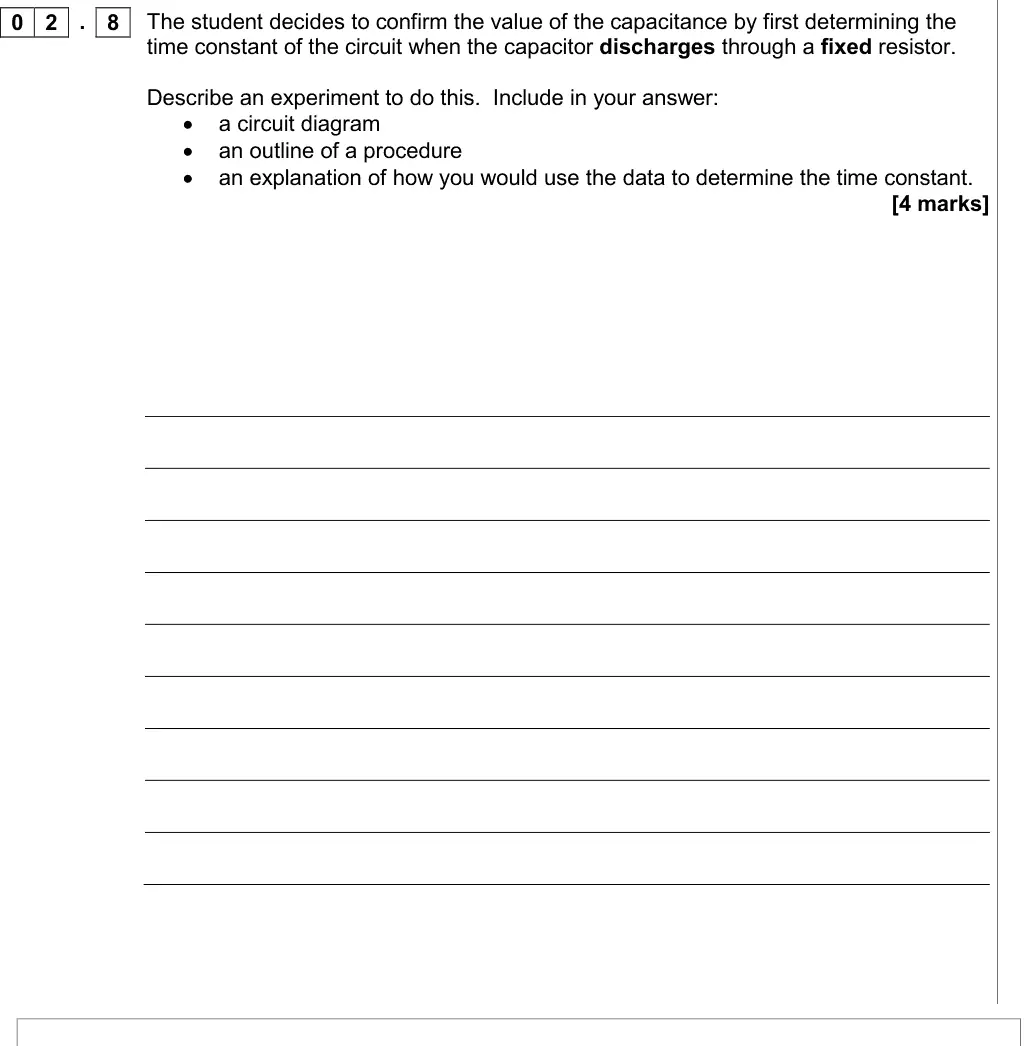 0 2 . 8 The student decides to confirm the value of the capacitance by first determining the
time constant of the circuit when the capacitor discharges through a fixed resistor.
Describe an experiment to do this. Include in your answer:
• a circuit diagram
• an outline of a procedure
• an explanation of how you would use the data to determine the time constant.
[4 marks]